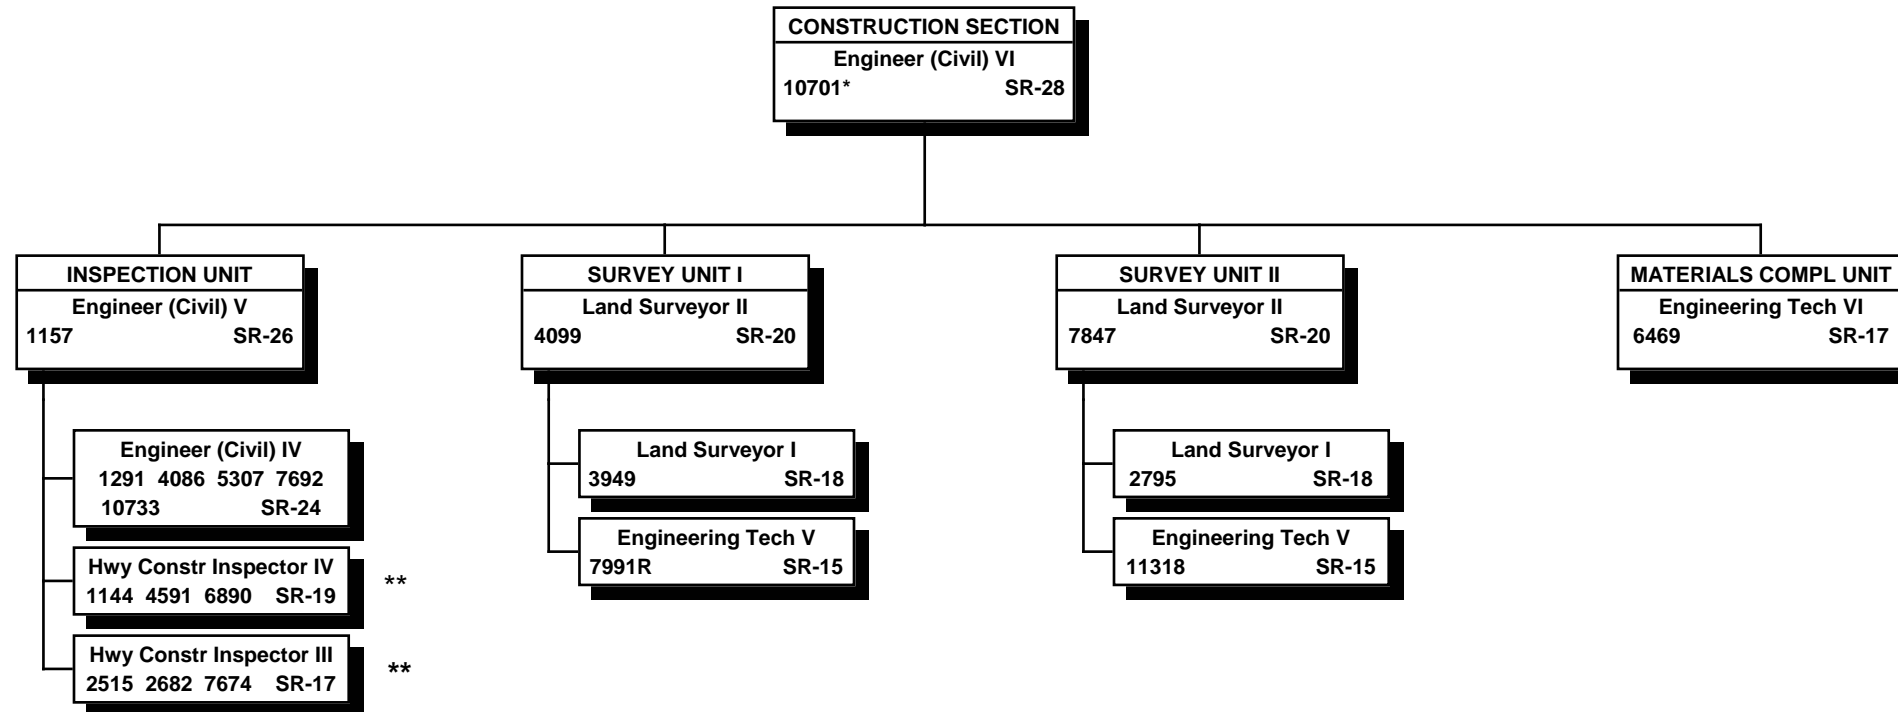 CONSTRUCTION SECTION
Engineer (Civil) VI
10701* SR-28
INSPECTION UNIT
Engineer (Civil) V
1157 SR-26
Engineer (Civil) IV
1291 4086 5307 7692
10733 SR-24
Hwy Constr Inspector IV
1144 4591 6890 SR-19 **
Hwy Constr Inspector III
2515 2682 7674 SR-17 **
SURVEY UNIT I
Land Surveyor II
4099 SR-20
Land Surveyor I
3949 SR-18
Engineering Tech V
7991R SR-15
SURVEY UNIT II
Land Surveyor II
7847 SR-20
Land Surveyor I
2795 SR-18
Engineering Tech V
11318 SR-15
MATERIALS COMPL UNIT
Engineering Tech VI
6469 SR-17